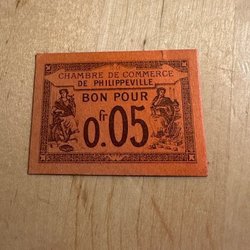 CHAMBRE DE COMMERCE
DE PHILIPPEVILLE
BON POUR
fr
0.05